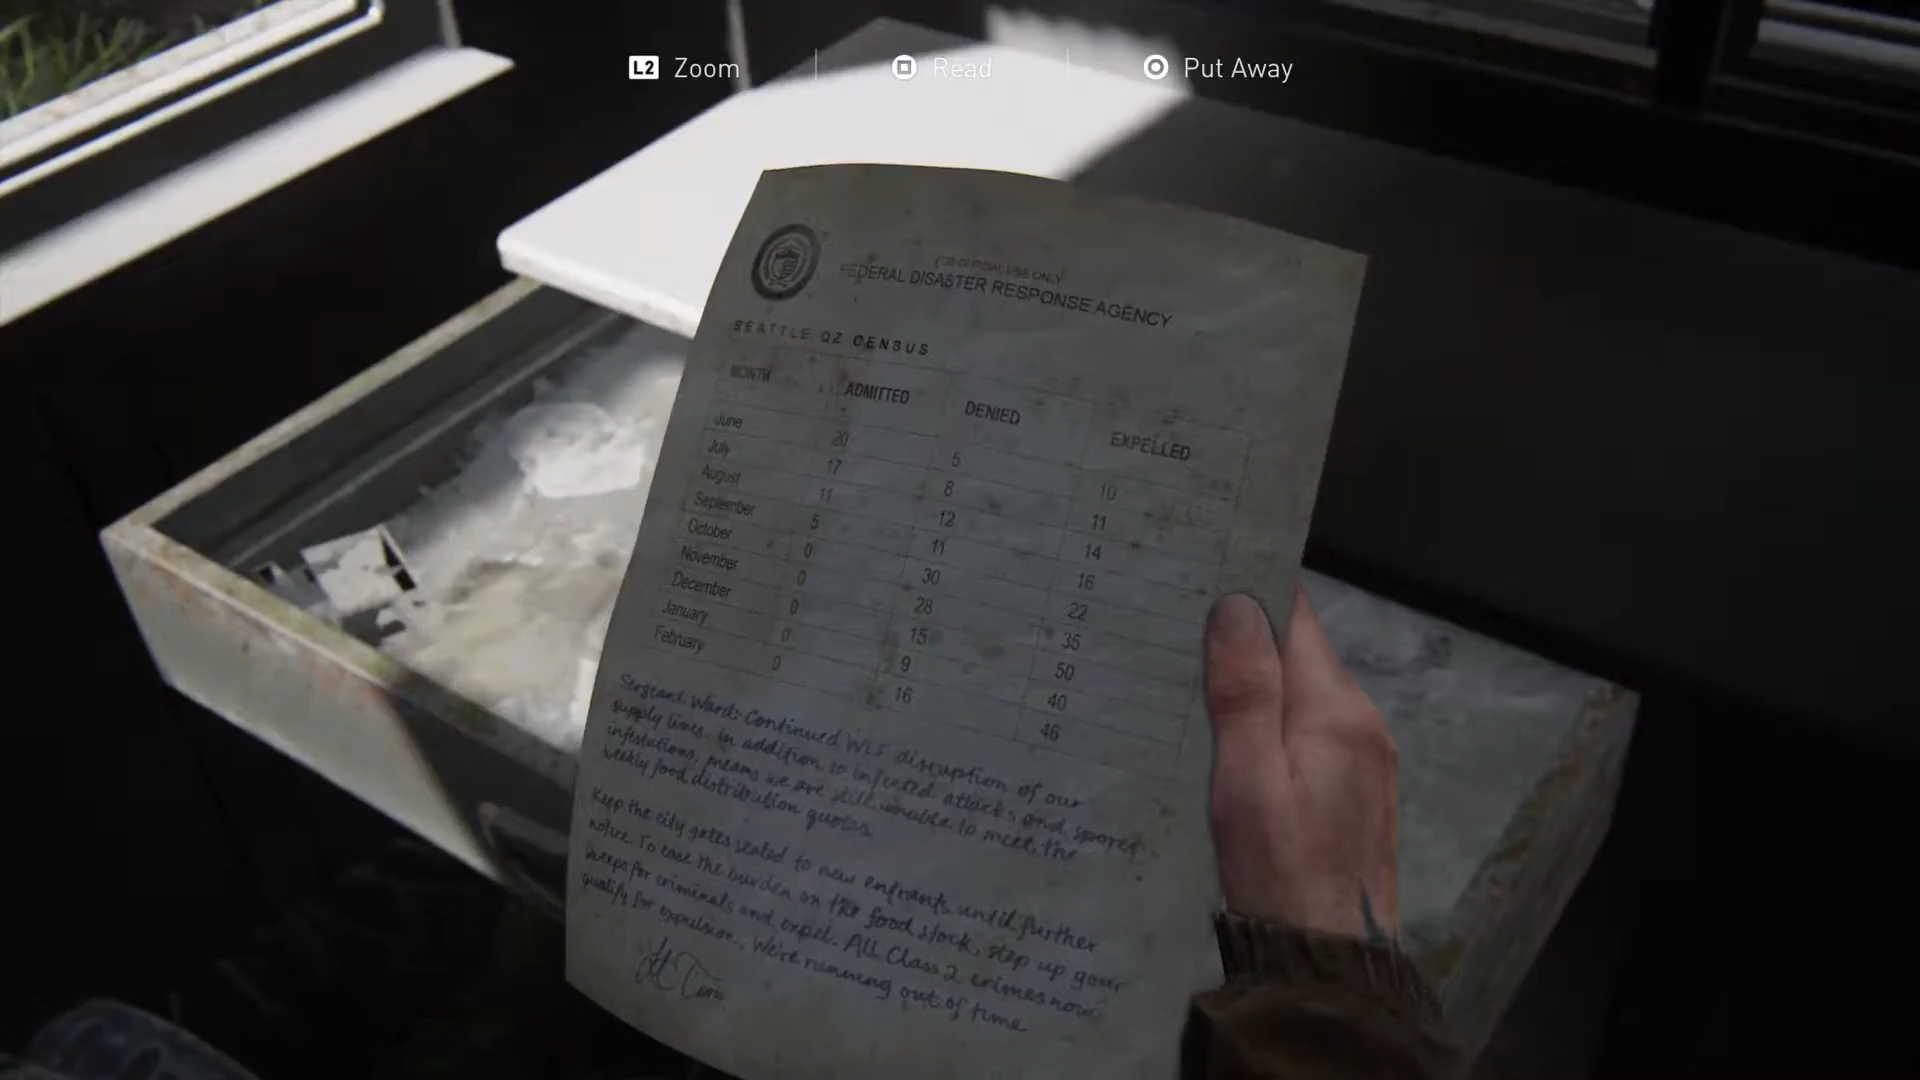 L2 Zoom Read Put Away
FOR OFFICIAL USE ONLY
FEDERAL DISASTER RESPONSE AGENCY
SEATTLE QZ CENSUS
MONTH ADMITTED DENIED EXPELLED
June 20 5 10
July 17 8 11
August 11 12 14
September 5 11 16
October 0 30 22
November 0 28 35
December 0 15 50
January 0 9 40
February 0 16 46
Sergeant Ward: Continued WLF disruption of our
supply lines, in addition to infected attacks and spores
infestations, means we are still unable to meet the
weekly food distribution quotas.
Keep the city gates sealed to new entrants until further
notice. To ease the burden on the food stock, step up your
sweeps for criminals and expel. All Class 2 crimes now
qualify for expulsion. We're running out of time
Lt